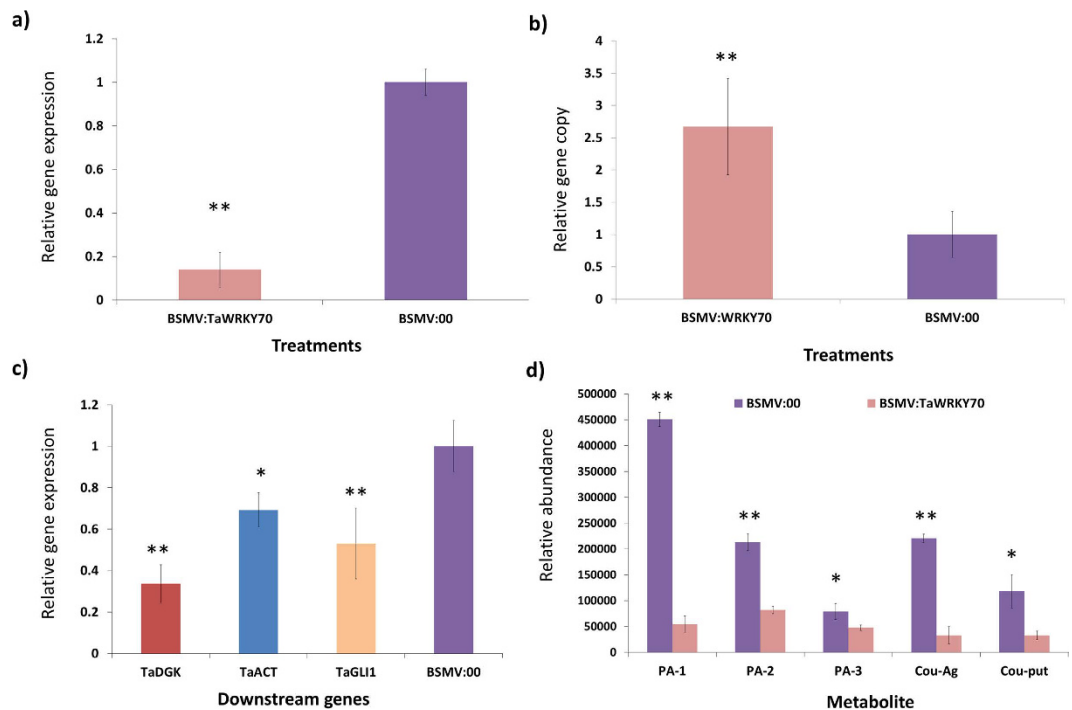 a)
Relative gene expression
1.2
1
0.8
0.6
0.4
0.2
0
**
BSMV:TaWRKY70 BSMV:00
Treatments
b)
Relative gene copy
4
3.5
3
2.5
2
1.5
1
0.5
0
**
BSMV:WRKY70 BSMV:00
Treatments
c)
Relative gene expression
1.2
1
0.8
0.6
0.4
0.2
0
** * **
TaDGK TaACT TaGLI1 BSMV:00
Downstream genes
d)
Relative abundance
500000
450000
400000
350000
300000
250000
200000
150000
100000
50000
0
BSMV:00 BSMV:TaWRKY70
** ** * ** *
PA-1 PA-2 PA-3 Cou-Ag Cou-put
Metabolite